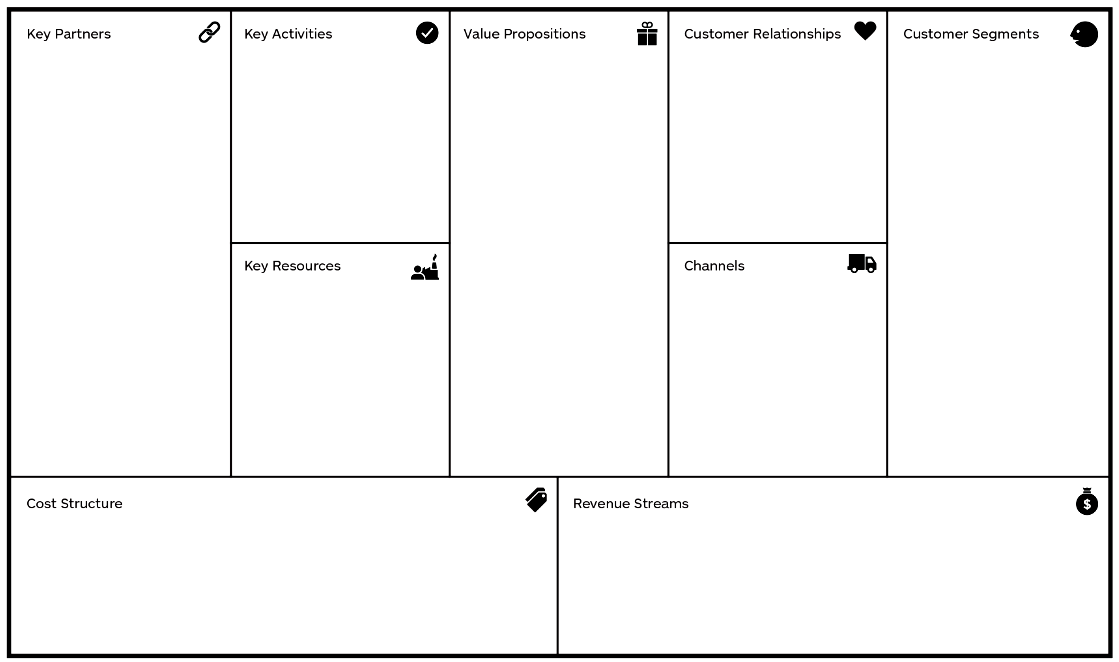 Key Partners
Key Activities
Value Propositions
Customer Relationships
Customer Segments
Key Resources
Channels
Cost Structure
Revenue Streams
$